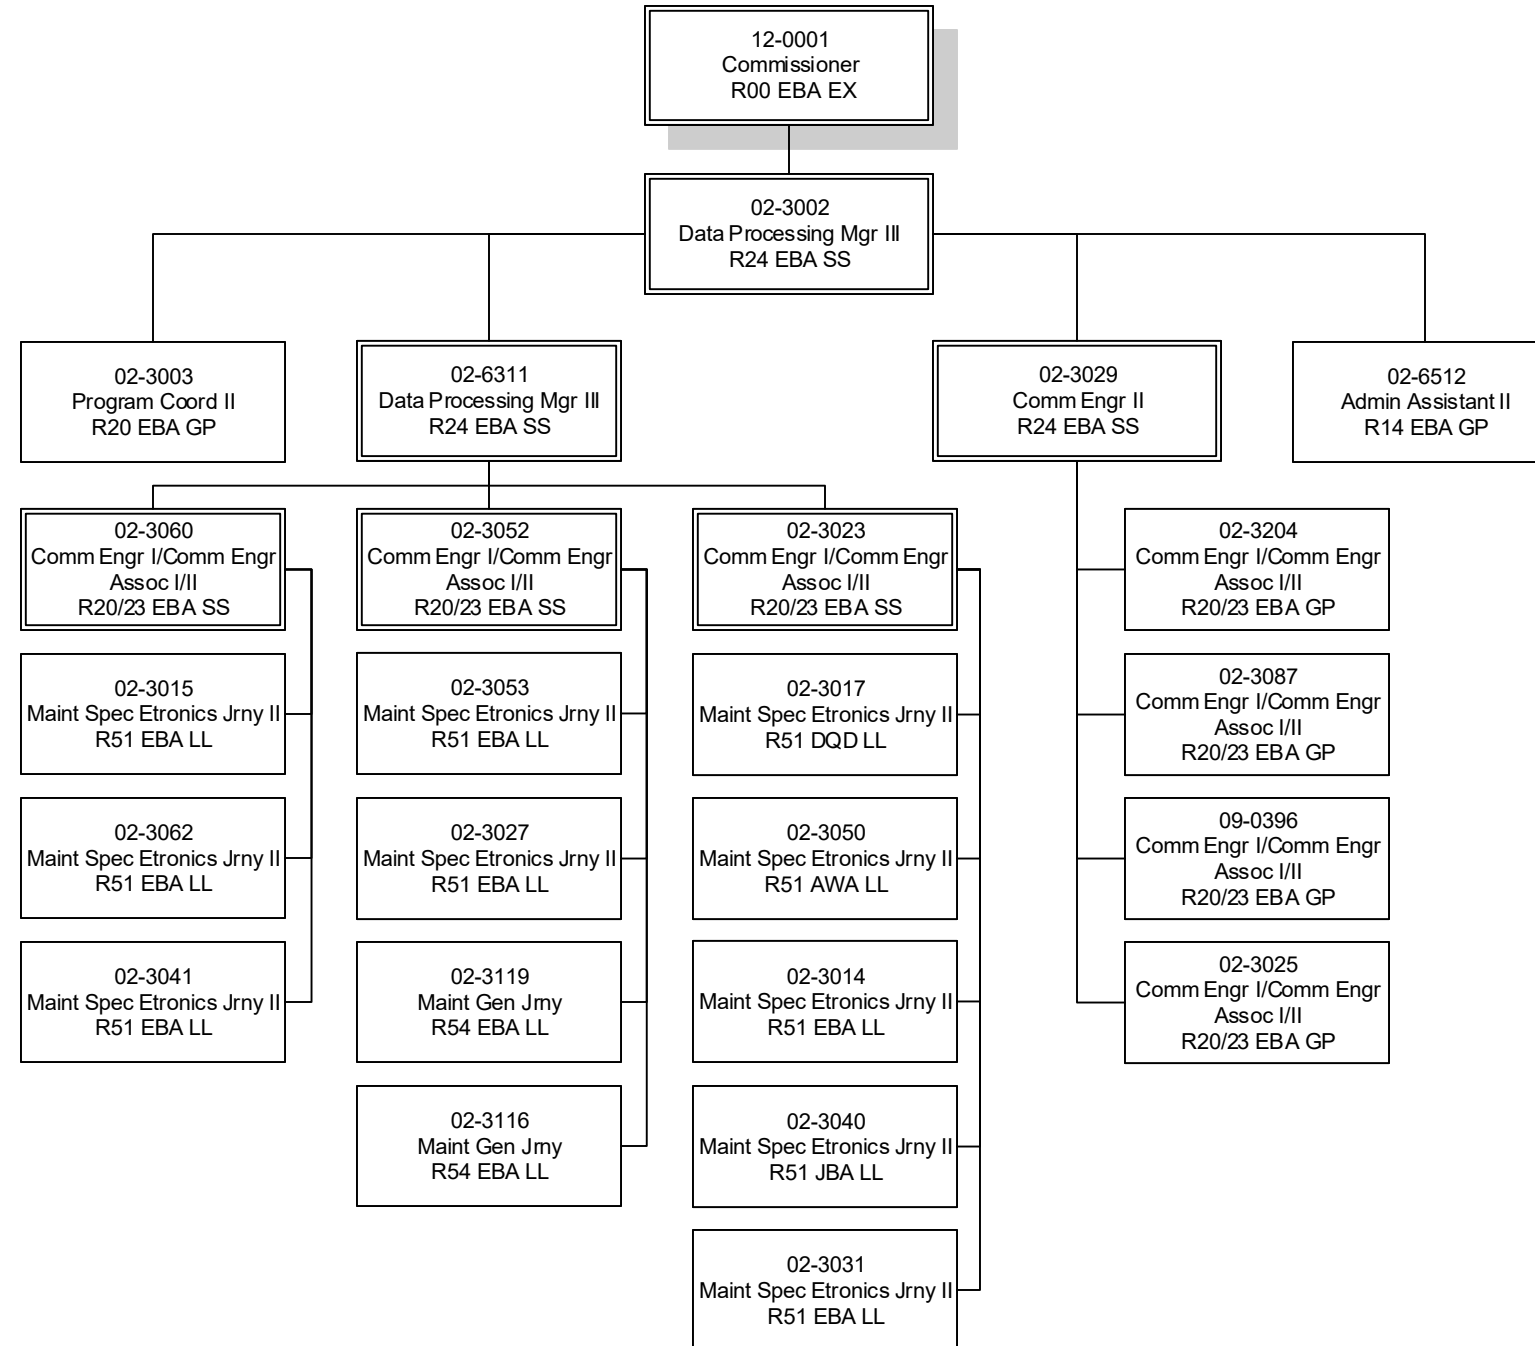 12-0001
Commissioner
R00 EBA EX
02-3002
Data Processing Mgr III
R24 EBA SS
02-3003
Program Coord II
R20 EBA GP
02-6311
Data Processing Mgr III
R24 EBA SS
02-3029
Comm Engr II
R24 EBA SS
02-6512
Admin Assistant II
R14 EBA GP
02-3060
Comm Engr I/Comm Engr
Assoc I/II
R20/23 EBA SS
02-3015
Maint Spec Etronics Jrny II
R51 EBA LL
02-3062
Maint Spec Etronics Jrny II
R51 EBA LL
02-3041
Maint Spec Etronics Jrny II
R51 EBA LL
02-3052
Comm Engr I/Comm Engr
Assoc I/II
R20/23 EBA SS
02-3053
Maint Spec Etronics Jrny II
R51 EBA LL
02-3027
Maint Spec Etronics Jrny II
R51 EBA LL
02-3119
Maint Gen Jrny
R54 EBA LL
02-3116
Maint Gen Jrny
R54 EBA LL
02-3023
Comm Engr I/Comm Engr
Assoc I/II
R20/23 EBA SS
02-3017
Maint Spec Etronics Jrny II
R51 DQD LL
02-3050
Maint Spec Etronics Jrny II
R51 AWA LL
02-3014
Maint Spec Etronics Jrny II
R51 EBA LL
02-3040
Maint Spec Etronics Jrny II
R51 JBA LL
02-3031
Maint Spec Etronics Jrny II
R51 EBA LL
02-3204
Comm Engr I/Comm Engr
Assoc I/II
R20/23 EBA GP
02-3087
Comm Engr I/Comm Engr
Assoc I/II
R20/23 EBA GP
09-0396
Comm Engr I/Comm Engr
Assoc I/II
R20/23 EBA GP
02-3025
Comm Engr I/Comm Engr
Assoc I/II
R20/23 EBA GP